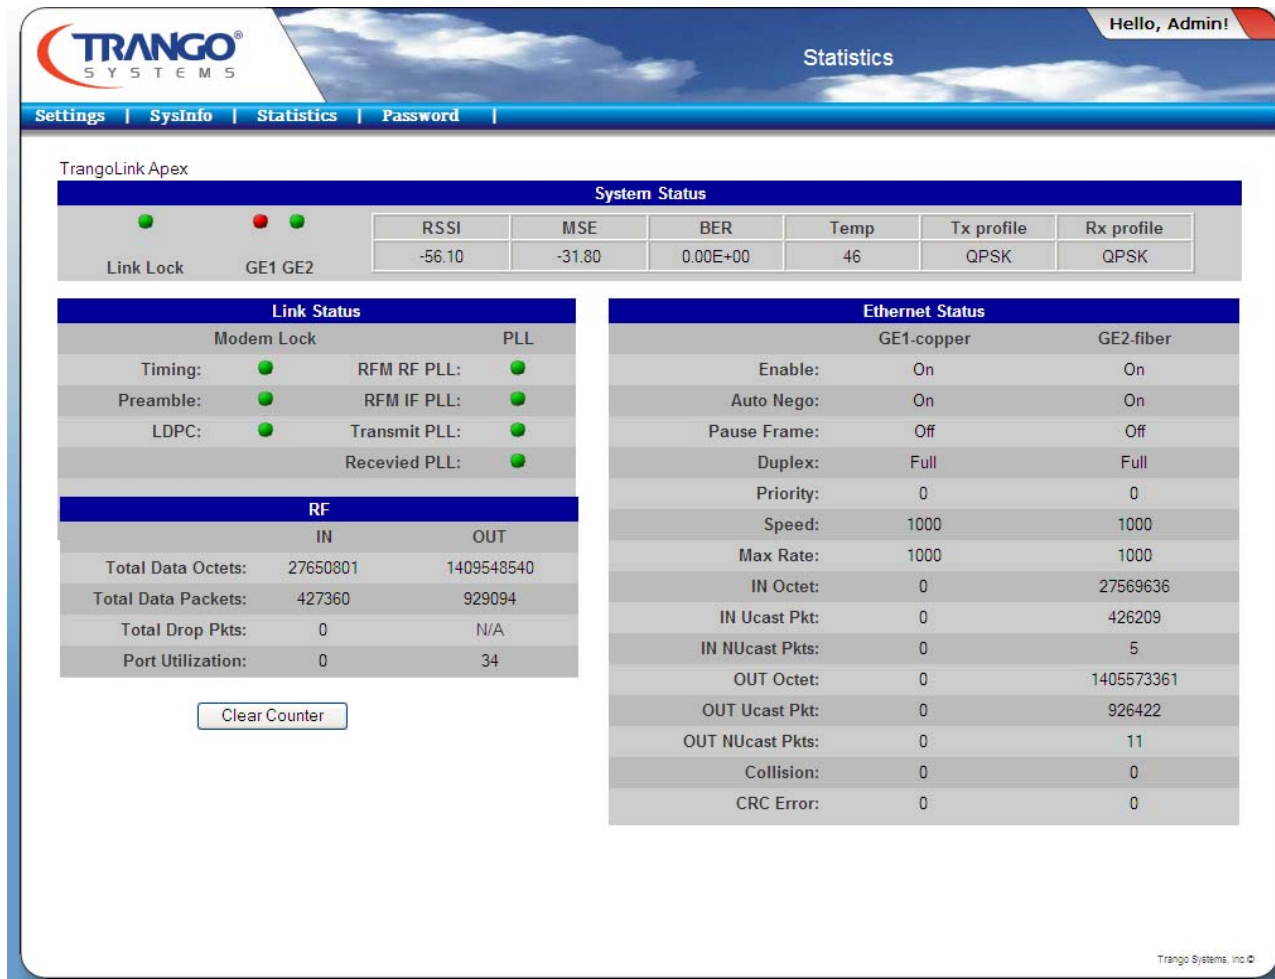 Hello, Admin!
TRANGO®
SYSTEMS
Statistics
Settings | SysInfo | Statistics | Password |
TrangoLink Apex
System Status
Link Lock GE1 GE2
RSSI MSE BER Temp Tx profile Rx profile
-56.10 -31.80 0.00E+00 46 QPSK QPSK
Link Status
Modem Lock PLL
Timing: RFM RF PLL:
Preamble: RFM IF PLL:
LDPC: Transmit PLL:
Recevied PLL:
RF
IN OUT
Total Data Octets: 27650801 1409548540
Total Data Packets: 427360 929094
Total Drop Pkts: 0 N/A
Port Utilization: 0 34
Clear Counter
Ethernet Status
GE1-copper GE2-fiber
Enable: On On
Auto Nego: On On
Pause Frame: Off Off
Duplex: Full Full
Priority: 0 0
Speed: 1000 1000
Max Rate: 1000 1000
IN Octet: 0 27569636
IN Ucast Pkt: 0 426209
IN NUcast Pkts: 0 5
OUT Octet: 0 1405573361
OUT Ucast Pkt: 0 926422
OUT NUcast Pkts: 0 11
Collision: 0 0
CRC Error: 0 0
Trango Systems, Inc.©